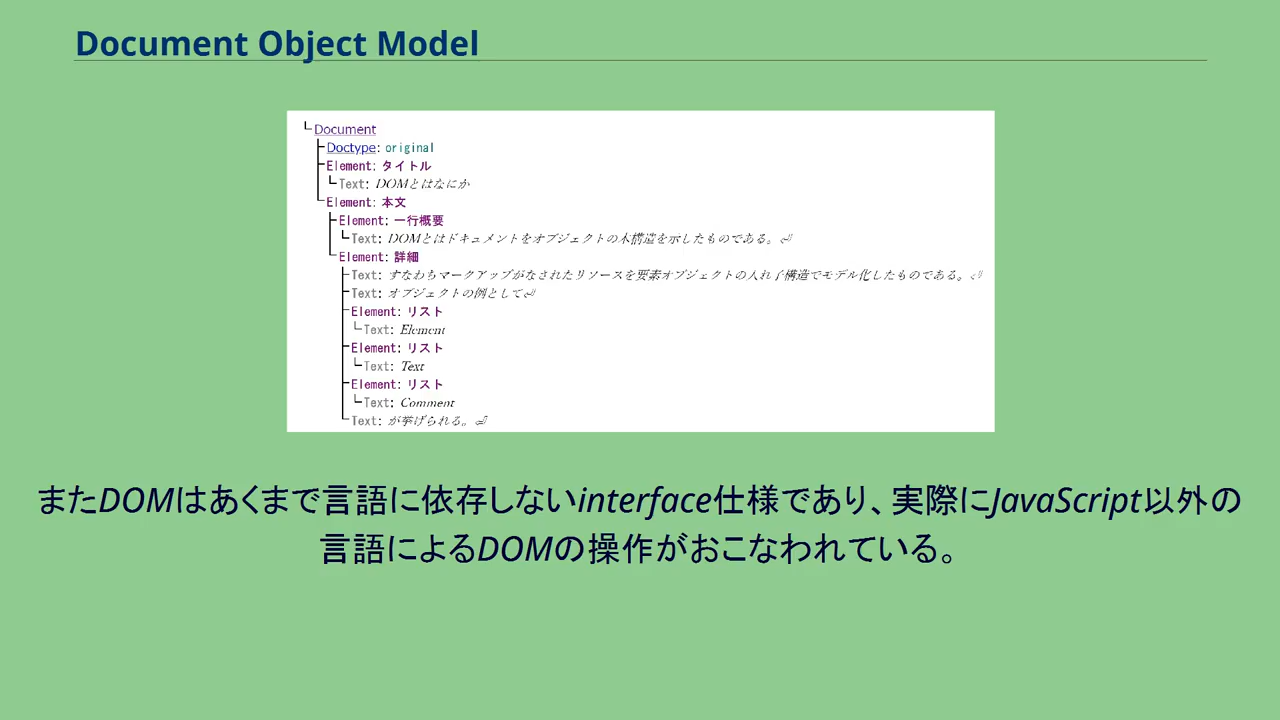 Document Object Model
Document
Doctype: original
Element: タイトル
Text: DOMとはなにか
Element: 本文
Element: 一行概要
Text: DOMとはドキュメントをオブジェクトの木構造を示したものである。⏎
Element: 詳細
Text: すなわちマークアップがなされたリソースを要素オブジェクトの入れ子構造でモデル化したものである。⏎
Text: オブジェクトの例として⏎
Element: リスト
Text: Element
Element: リスト
Text: Text
Element: リスト
Text: Comment
Text: が挙げられる。⏎
またDOMはあくまで言語に依存しないinterface仕様であり、実際にJavaScript以外の
言語によるDOMの操作がおこなわれている。